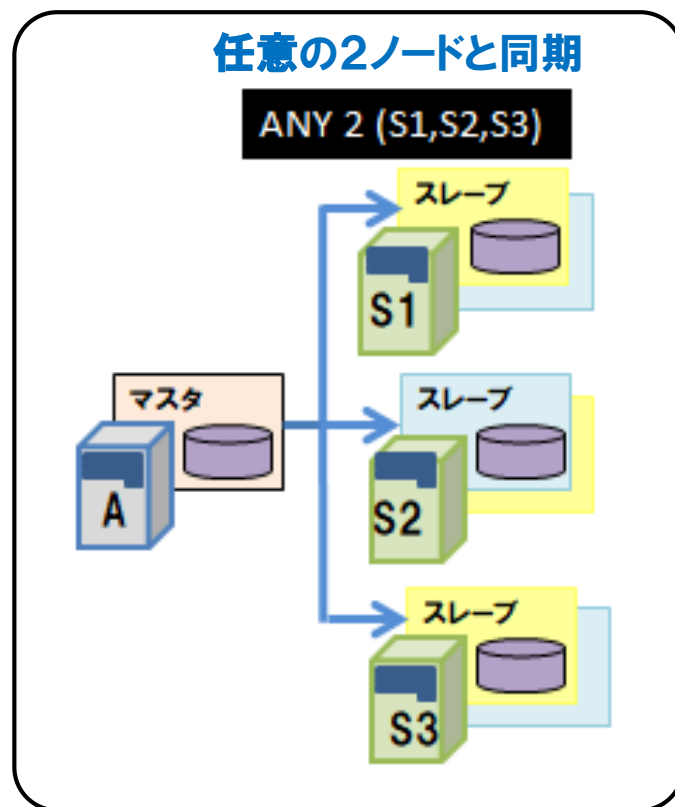 任意の2ノードと同期
ANY 2 (S1,S2,S3)
スレーブ
S1
マスタ
A
スレーブ
S2
スレーブ
S3